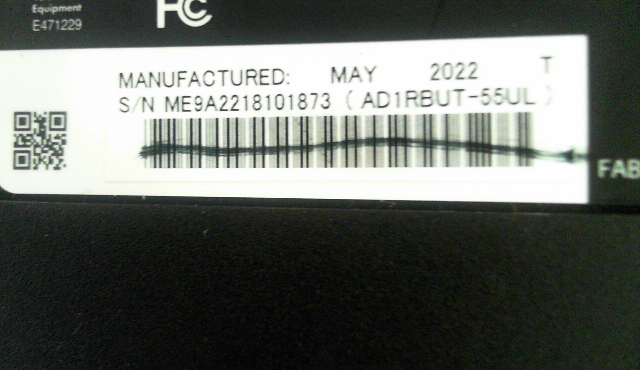 Equipment
E471229
FC
MANUFACTURED: MAY 2022 T
S/N ME9A2218101873 ( AD1RBUT-55UL )
FAB